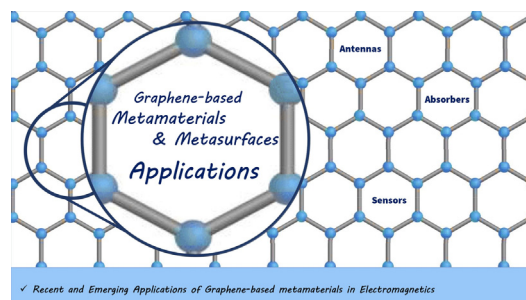 Graphene-based
Metamaterials
& Metasurfaces
Applications
Antennas
Absorbers
Sensors
✓ Recent and Emerging Applications of Graphene-based metamaterials in Electromagnetics